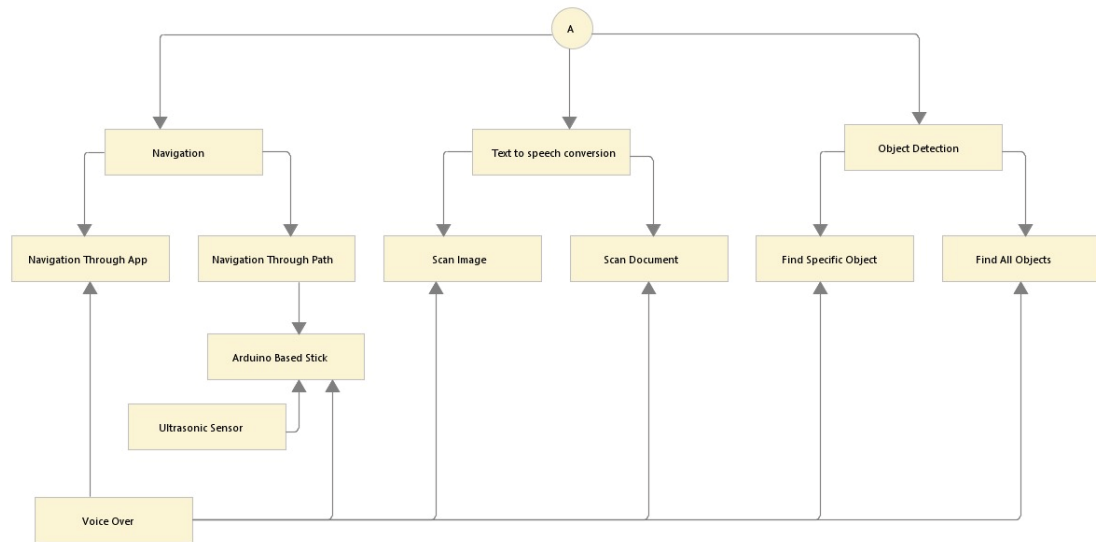 A
Navigation
Text to speech conversion
Object Detection
Navigation Through App
Navigation Through Path
Scan Image
Scan Document
Find Specific Object
Find All Objects
Arduino Based Stick
Ultrasonic Sensor
Voice Over